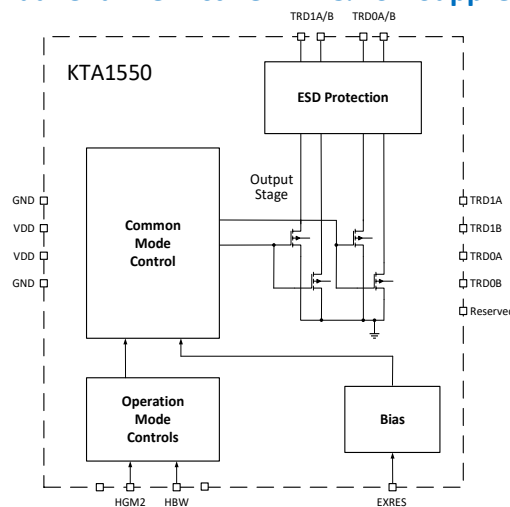 TRD1A/B TRD0A/B
KTA1550
ESD Protection
Output
Stage
GND
VDD
VDD
GND
Common
Mode
Control
TRD1A
TRD1B
TRD0A
TRD0B
Reserved
Operation
Mode
Controls
Bias
HGM2 HBW EXRES